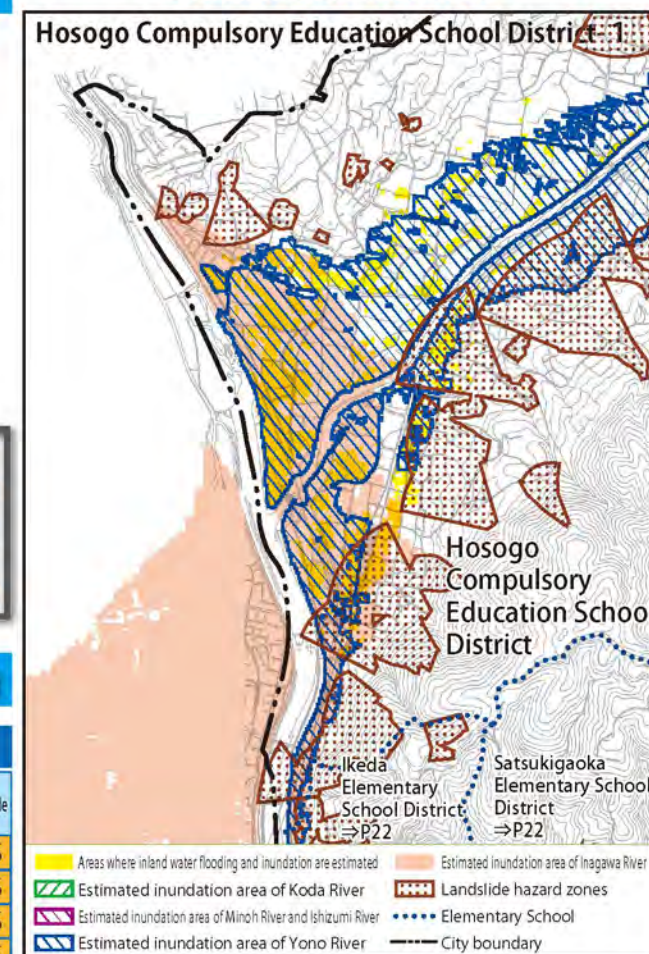 Hosogo Compulsory Education School District 1
Hosogo
Compulsory
Education School
District
Ikeda
Elementary
School District
⇒P22
Satsukigaoka
Elementary School
District
⇒P22
Areas where inland water flooding and inundation are estimated
Estimated inundation area of Inagawa River
Estimated inundation area of Koda River
Landslide hazard zones
Estimated inundation area of Minoh River and Ishizumi River
Elementary School
Estimated inundation area of Yono River
City boundary